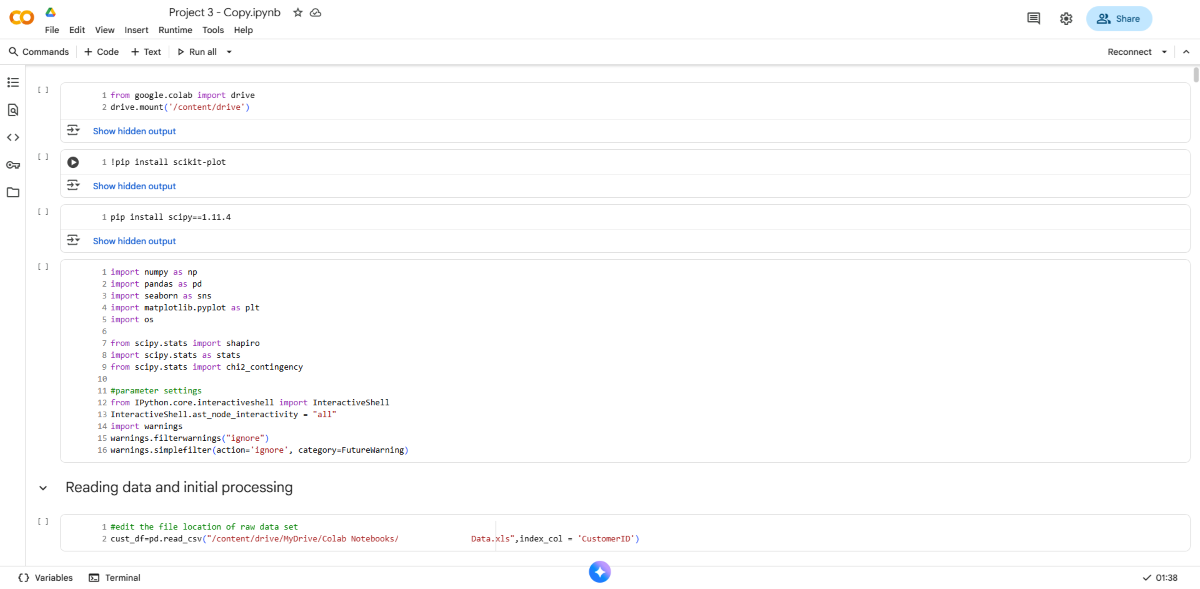 Project 3 - Copy.ipynb
File Edit View Insert Runtime Tools Help
Share
Commands + Code + Text Run all
Reconnect
[ ]
1 from google.colab import drive
2 drive.mount('/content/drive')
Show hidden output
[ ]
1 !pip install scikit-plot
Show hidden output
[ ]
1 pip install scipy==1.11.4
Show hidden output
[ ]
1 import numpy as np
2 import pandas as pd
3 import seaborn as sns
4 import matplotlib.pyplot as plt
5 import os
6
7 from scipy.stats import shapiro
8 import scipy.stats as stats
9 from scipy.stats import chi2_contingency
10
11 #parameter settings
12 from IPython.core.interactiveshell import InteractiveShell
13 InteractiveShell.ast_node_interactivity = "all"
14 import warnings
15 warnings.filterwarnings("ignore")
16 warnings.simplefilter(action='ignore', category=FutureWarning)
Reading data and initial processing
[ ]
1 #edit the file location of raw data set
2 cust_df=pd.read_csv("/content/drive/MyDrive/Colab Notebooks/ Data.xls",index_col = 'CustomerID')
Variables Terminal
01:38